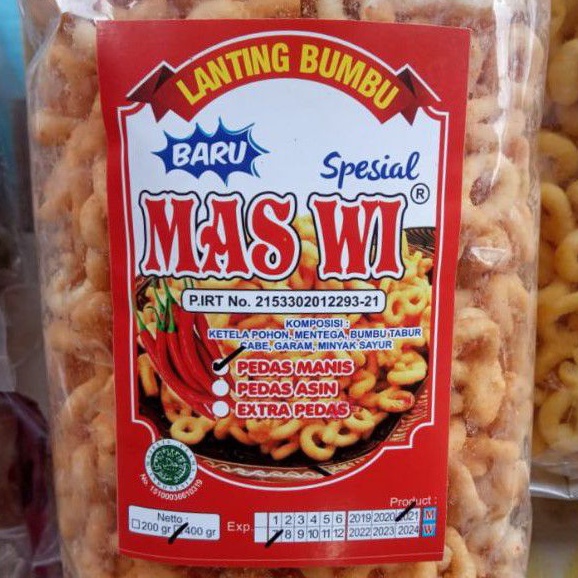 LANTING BUMBU
BARU
Spesial
MAS WI ®
P.IRT No. 2153302012293-21
KOMPOSISI :
KETELA POHON, MENTEGA, BUMBU TABUR
CABE, GARAM, MINYAK SAYUR
PEDAS MANIS
PEDAS ASIN
EXTRA PEDAS
No. 15100036610319
Netto :
200 gr 400 gr
Product :
Exp 1 2 3 4 5 6 2019 2020 2021 M
8 9 10 11 12 2022 2023 2024 W